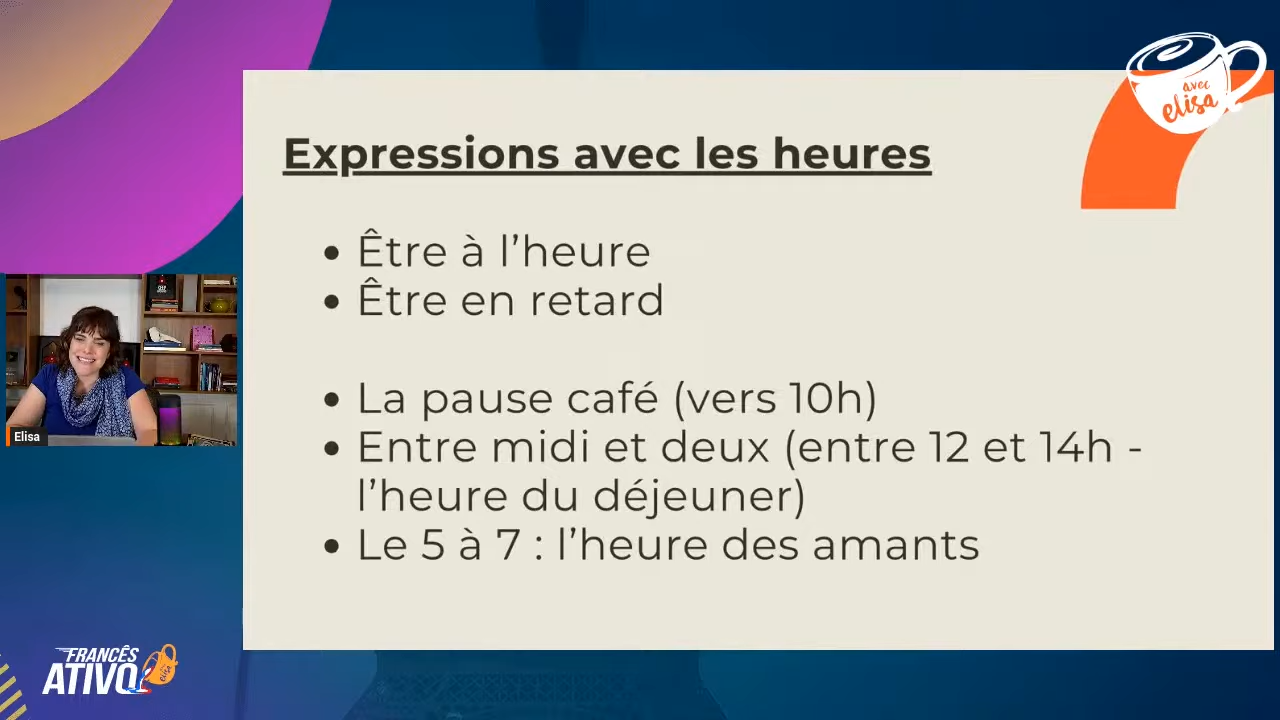 avec
elisa
Expressions avec les heures
• Être à l’heure
• Être en retard
• La pause café (vers 10h)
• Entre midi et deux (entre 12 et 14h -
l’heure du déjeuner)
• Le 5 à 7 : l’heure des amants
Elisa
FRANCÊS
ATIVO
elisa